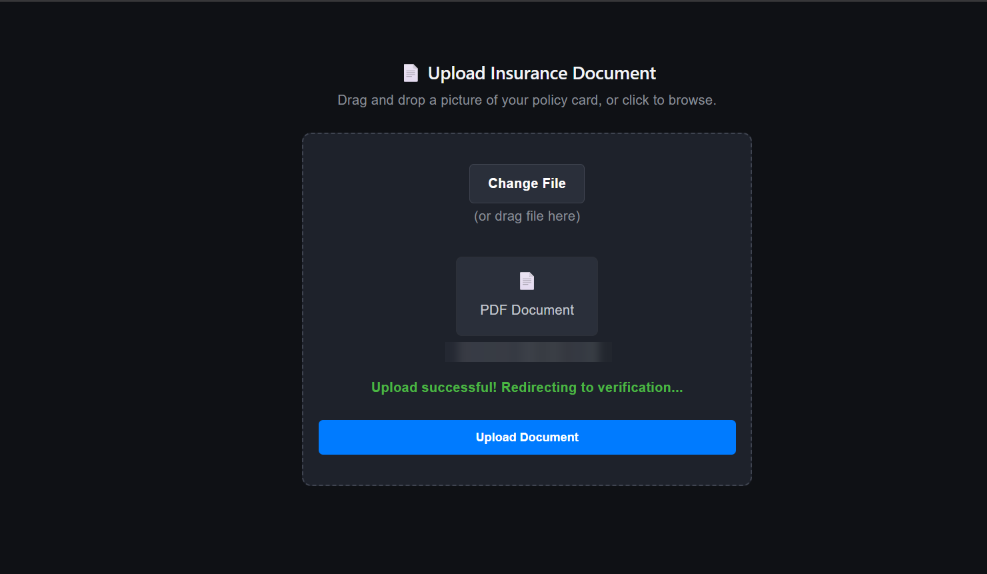 Upload Insurance Document
Drag and drop a picture of your policy card, or click to browse.
Change File
(or drag file here)
PDF Document
Upload successful! Redirecting to verification...
Upload Document